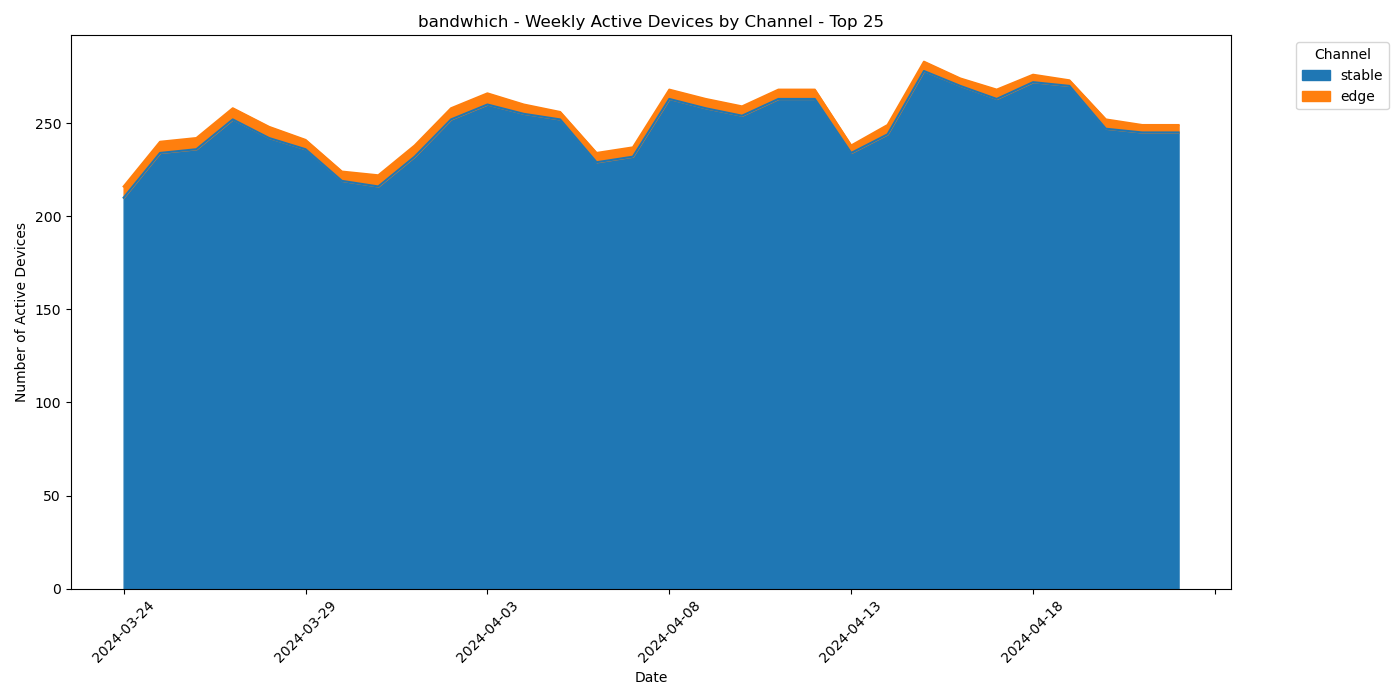 bandwhich - Weekly Active Devices by Channel - Top 25
Channel
stable
edge
Number of Active Devices
250
200
150
100
50
0
2024-03-24
2024-03-29
2024-04-03
2024-04-08
2024-04-13
2024-04-18
Date